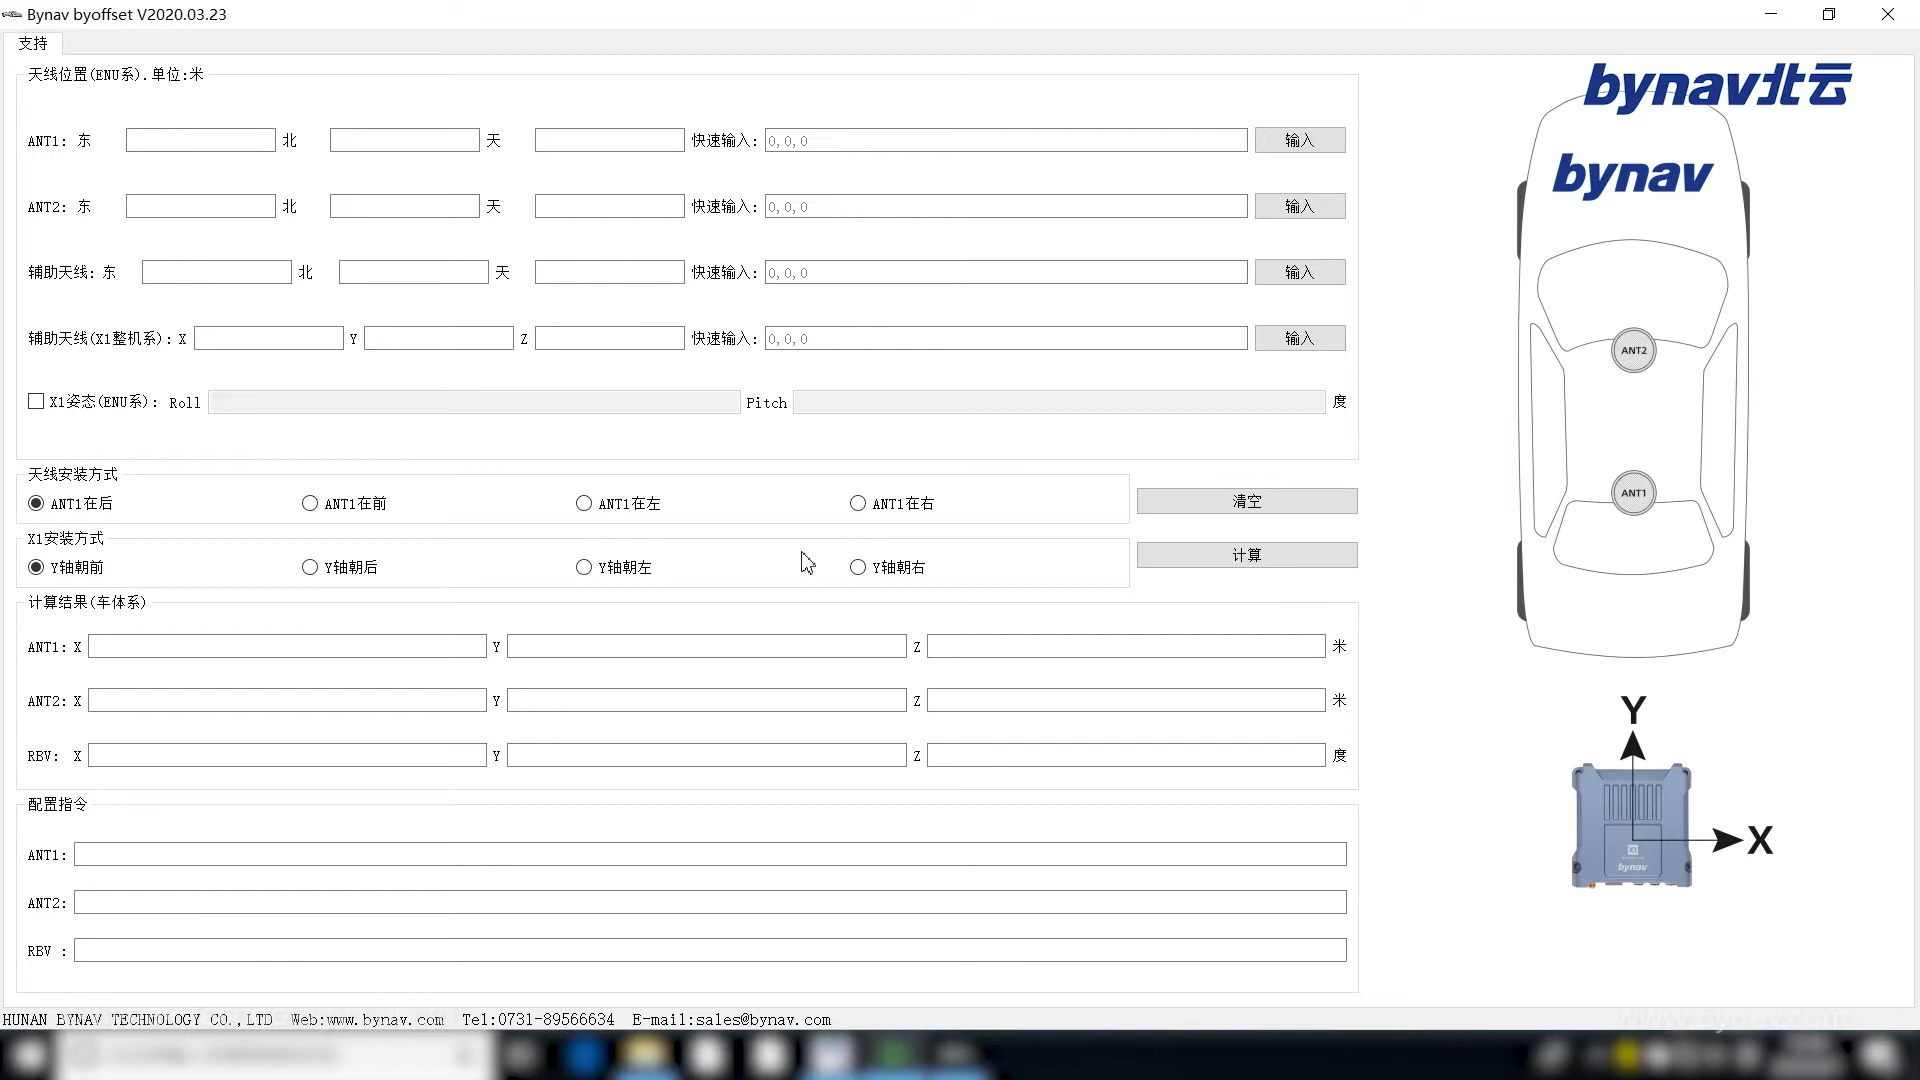 Bynav byoffset V2020.03.23
支持
天线位置(ENU系).单位:米
ANT1: 东 北 天 快速输入: 0,0,0 输入
ANT2: 东 北 天 快速输入: 0,0,0 输入
辅助天线: 东 北 天 快速输入: 0,0,0 输入
辅助天线(X1整机系): X Y Z 快速输入: 0,0,0 输入
X1姿态(ENU系): Roll Pitch 度
天线安装方式
ANT1在后 ANT1在前 ANT1在左 ANT1在右 清空
X1安装方式
Y轴朝前 Y轴朝后 Y轴朝左 Y轴朝右 计算
计算结果(车体系)
ANT1: X Y Z 米
ANT2: X Y Z 米
RBV: X Y Z 度
配置指令
ANT1:
ANT2:
RBV :
bynav北云
bynav
ANT2
ANT1
Y
X
X1
bynav
HUNAN BYNAV TECHNOLOGY CO.,LTD Web:www.bynav.com Tel:0731-89566634 E-mail:sales@bynav.com
www.bynav.com